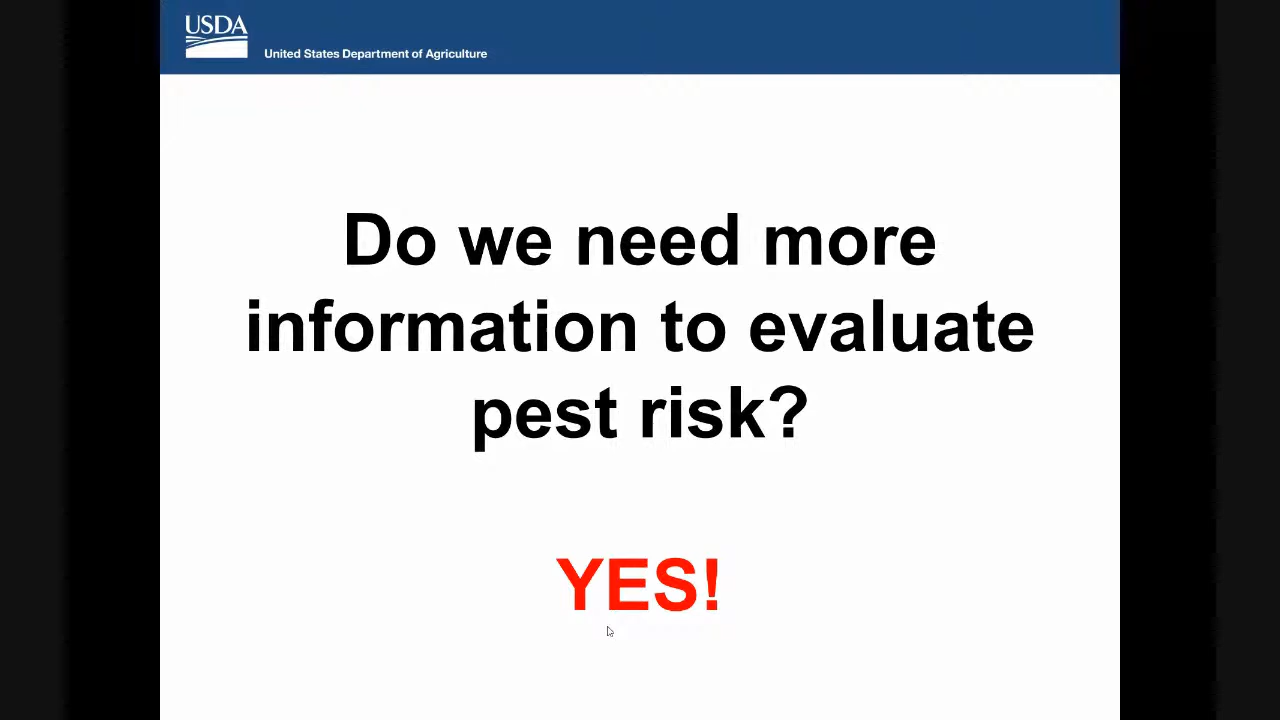 USDA
United States Department of Agriculture
Do we need more
information to evaluate
pest risk?
YES!